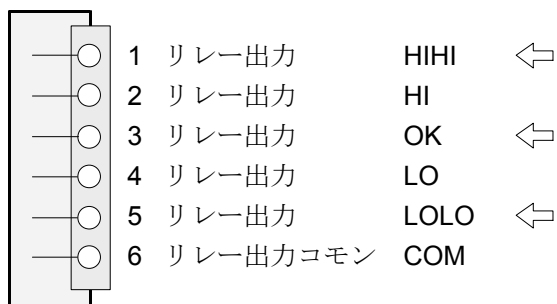 1 リレー出力 HIHI
2 リレー出力 HI
3 リレー出力 OK
4 リレー出力 LO
5 リレー出力 LOLO
6 リレー出力コモン COM